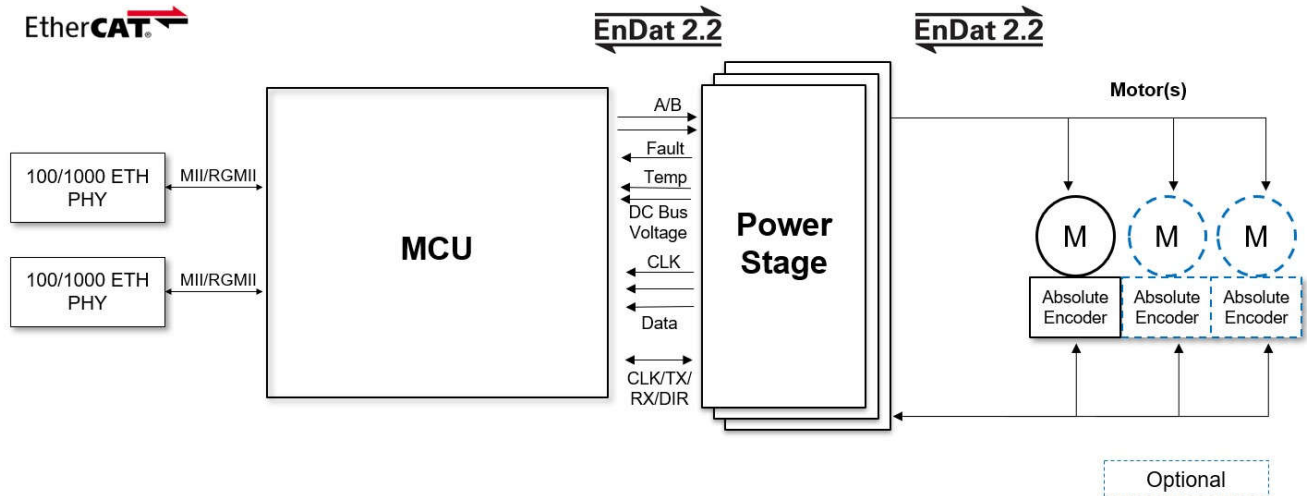 EtherCAT®
EnDat 2.2
EnDat 2.2
Motor(s)
A/B
Fault
Temp
DC Bus
Voltage
CLK
Data
CLK/TX/
RX/DIR
100/1000 ETH
PHY
MII/RGMII
100/1000 ETH
PHY
MII/RGMII
MCU
Power
Stage
M
M
M
Absolute
Encoder
Absolute
Encoder
Absolute
Encoder
Optional